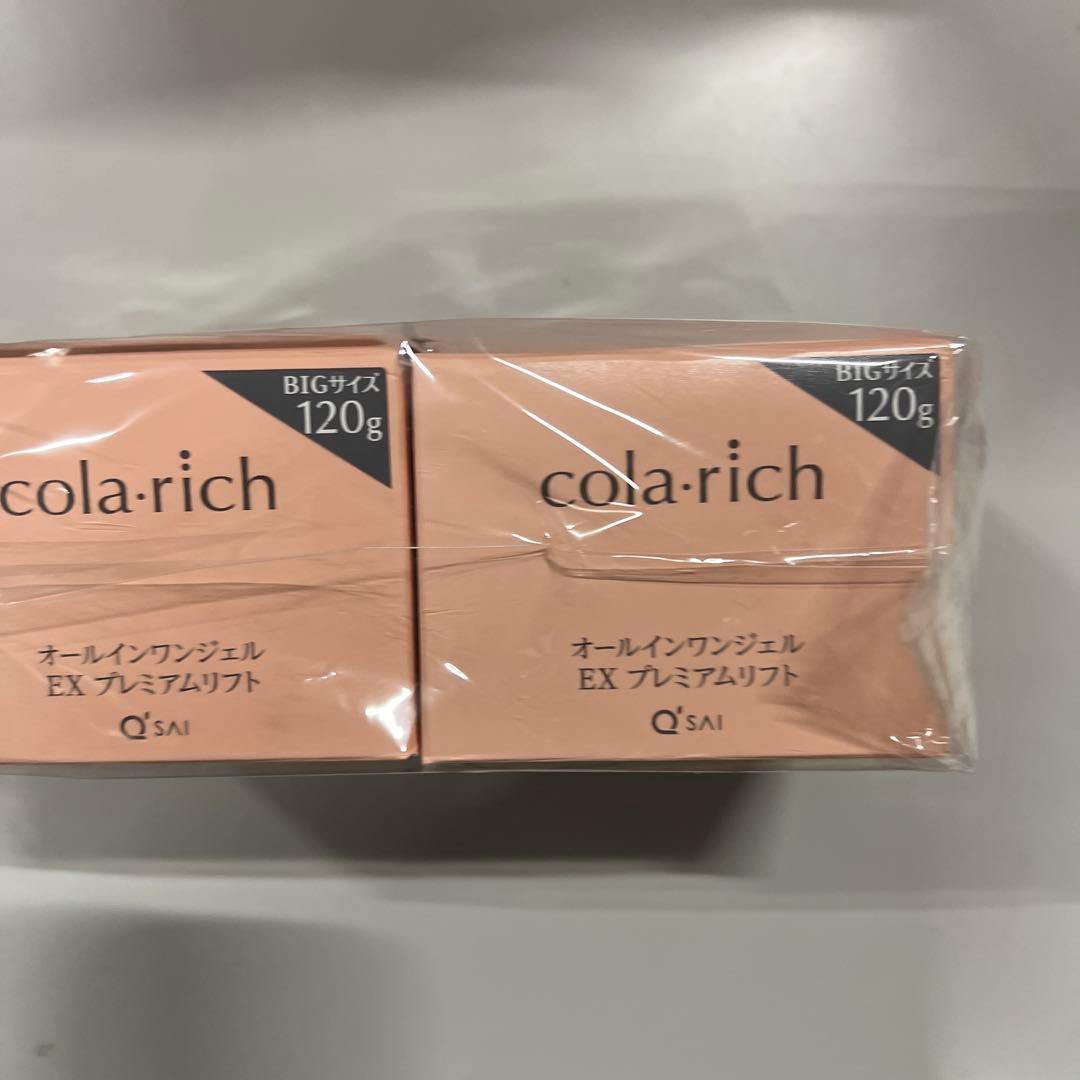 BIGサイズ
120g
cola·rich
オールインワンジェル
EX プレミアムリフト
Q'SAI
BIGサイズ
120g
cola·rich
オールインワンジェル
EX プレミアムリフト
Q'SAI